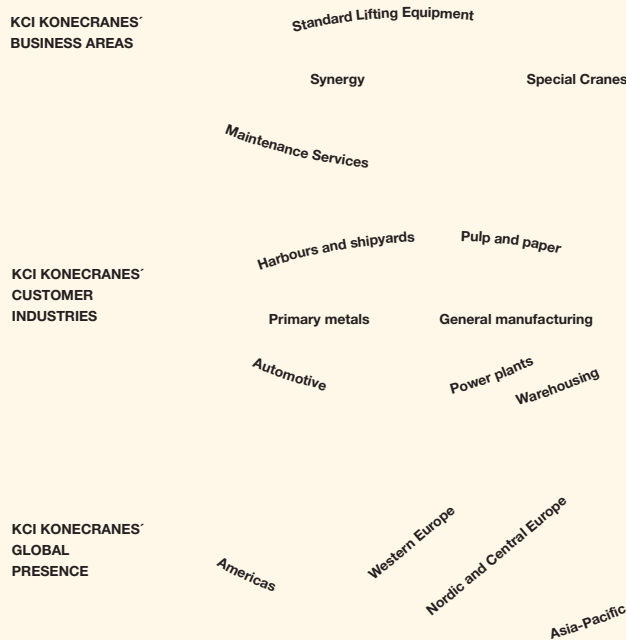 KCI KONECRANES´
BUSINESS AREAS
Standard Lifting Equipment
Synergy
Special Cranes
Maintenance Services
KCI KONECRANES´
CUSTOMER
INDUSTRIES
Harbours and shipyards
Pulp and paper
Primary metals
General manufacturing
Automotive
Power plants
Warehousing
KCI KONECRANES´
GLOBAL
PRESENCE
Americas
Western Europe
Nordic and Central Europe
Asia-Pacific